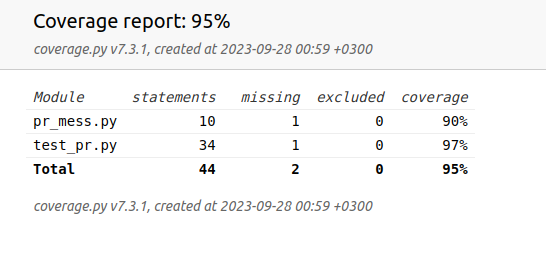 Coverage report: 95%
coverage.py v7.3.1, created at 2023-09-28 00:59 +0300
Module statements missing excluded coverage
pr_mess.py 10 1 0 90%
test_pr.py 34 1 0 97%
Total 44 2 0 95%
coverage.py v7.3.1, created at 2023-09-28 00:59 +0300